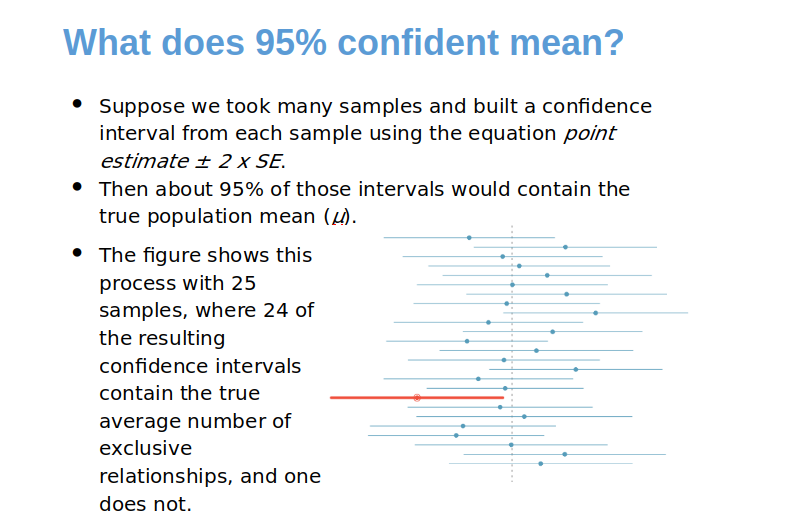 What does 95% confident mean?
• Suppose we took many samples and built a confidence
interval from each sample using the equation point
estimate ± 2 x SE.
• Then about 95% of those intervals would contain the
true population mean (μ).
• The figure shows this
process with 25
samples, where 24 of
the resulting
confidence intervals
contain the true
average number of
exclusive
relationships, and one
does not.